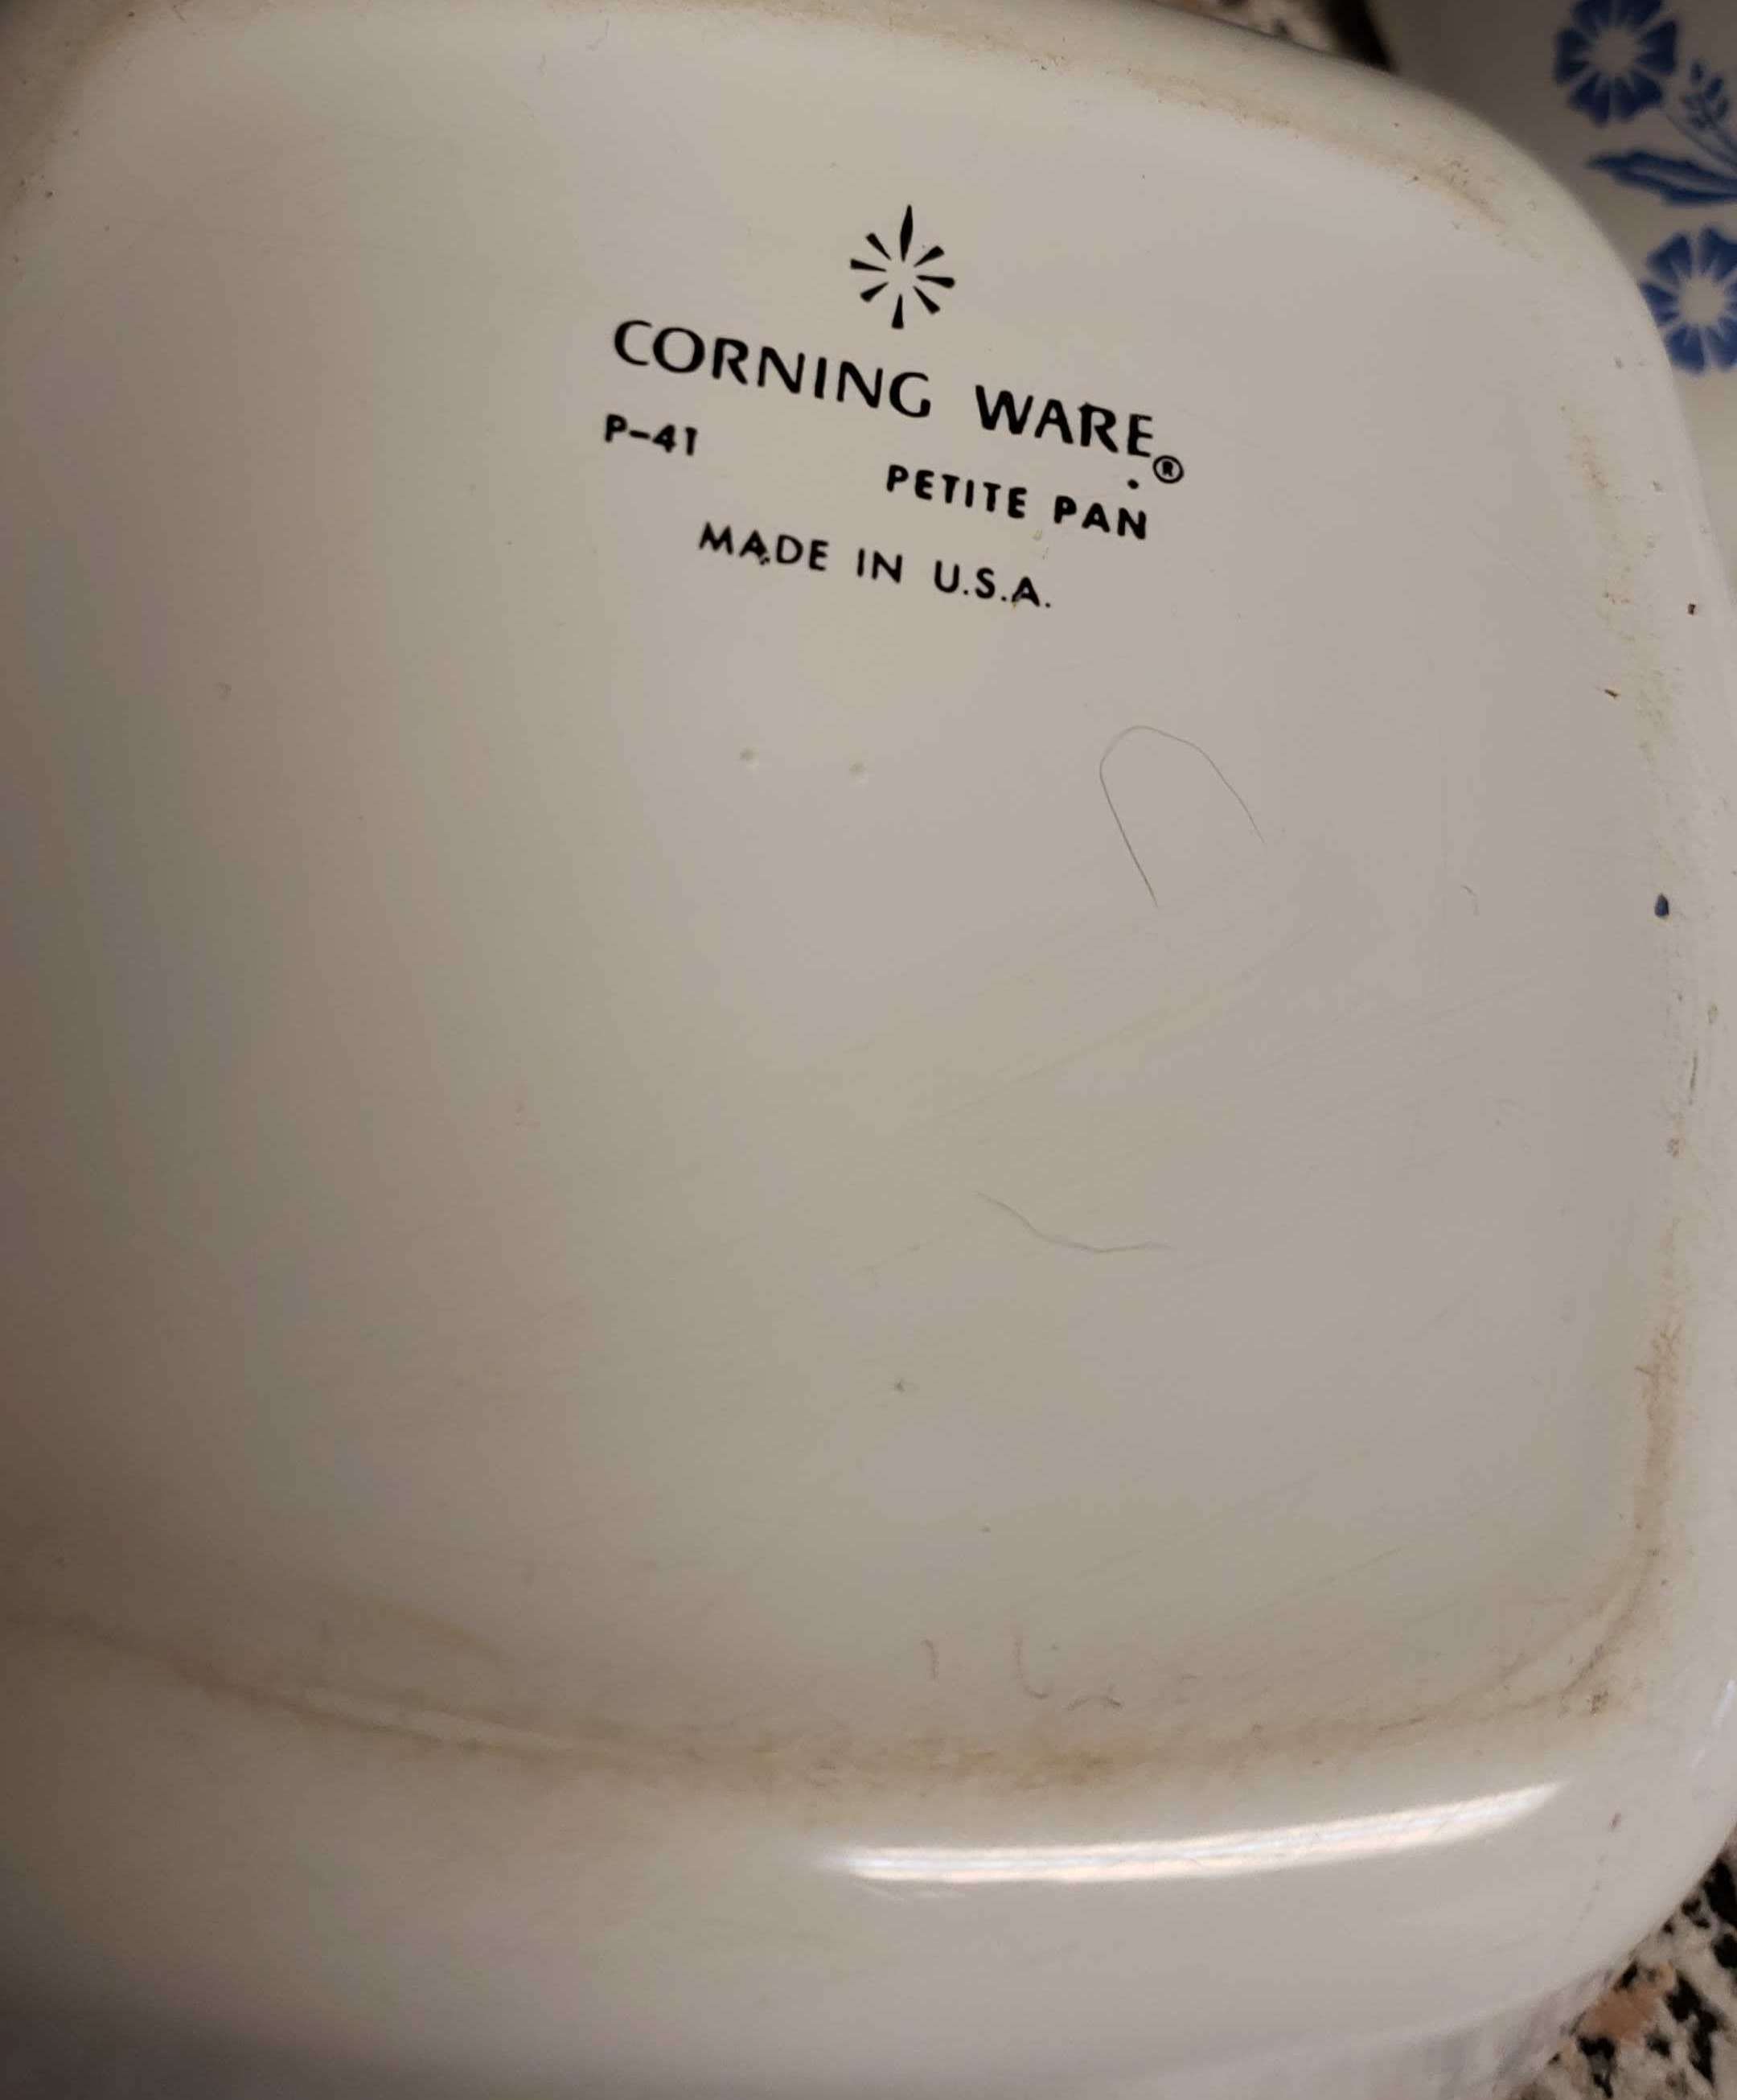 CORNING WARE®
P-41
PETITE PAN
MADE IN U.S.A.